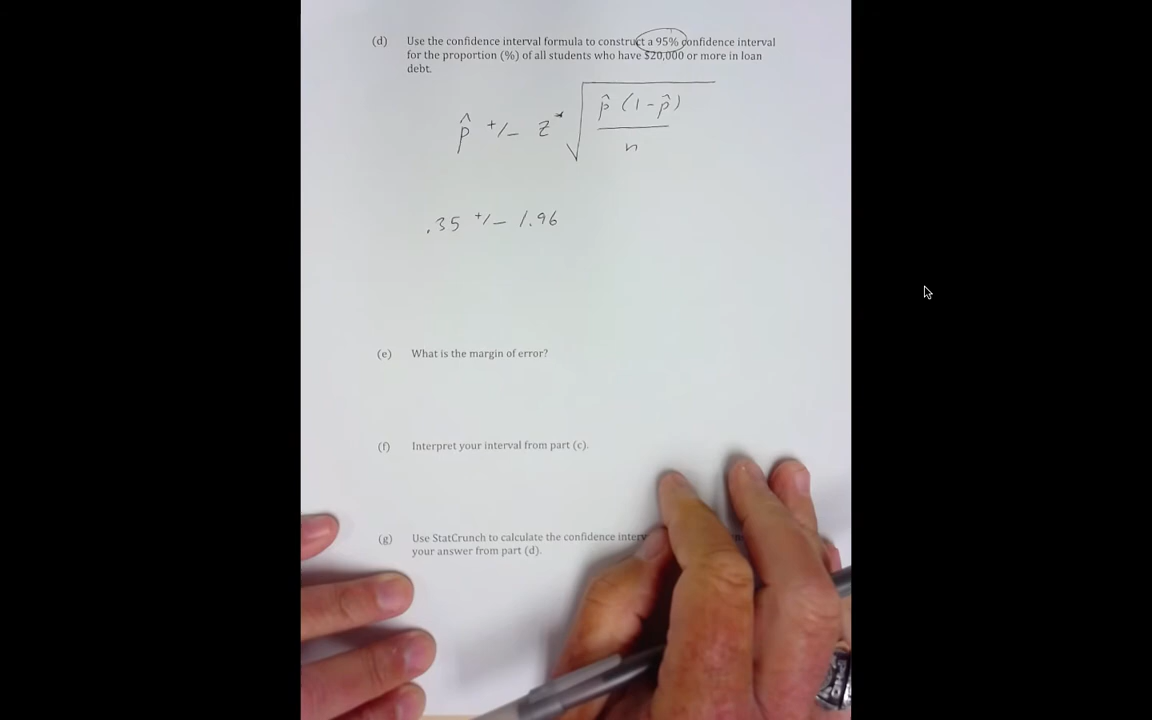 (d) Use the confidence interval formula to construct a 95% confidence interval
for the proportion (%) of all students who have $20,000 or more in loan
debt.
p̂ (1-p̂)
p̂ +/- z* √
n
.35 +/- 1.96
(e) What is the margin of error?
(f) Interpret your interval from part (c).
(g) Use StatCrunch to calculate the confidence
your answer from part (d).